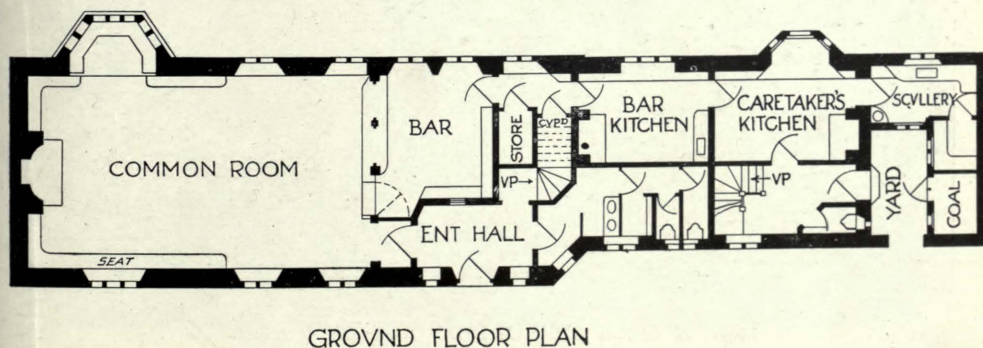 COMMON ROOM
SEAT
BAR
ENT HALL
STORE
CVPD
VP
BAR
KITCHEN
CARETAKER'S
KITCHEN
VP
SCVLLERY
YARD
COAL
GROVND FLOOR PLAN